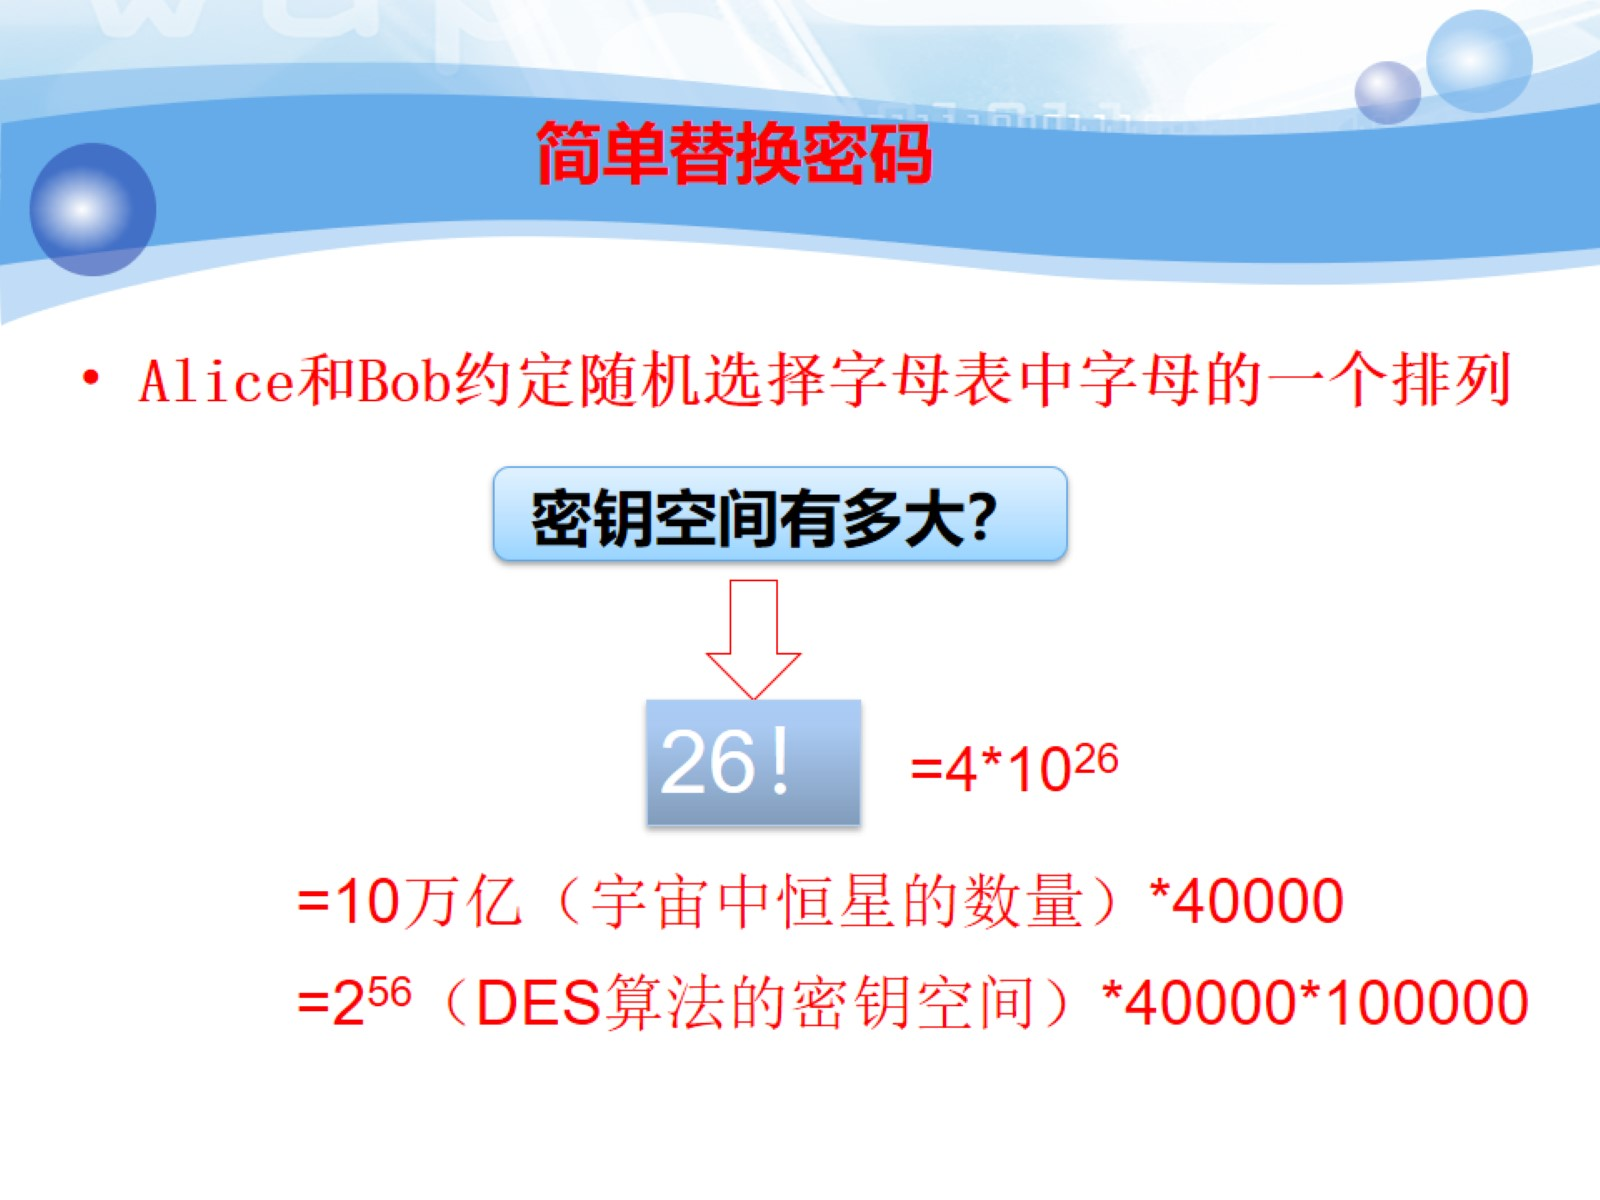 简单替换密码
• Alice和Bob约定随机选择字母表中字母的一个排列
密钥空间有多大?
26! =4*10²⁶
=10万亿（宇宙中恒星的数量）*40000
=2⁵⁶（DES算法的密钥空间）*40000*100000